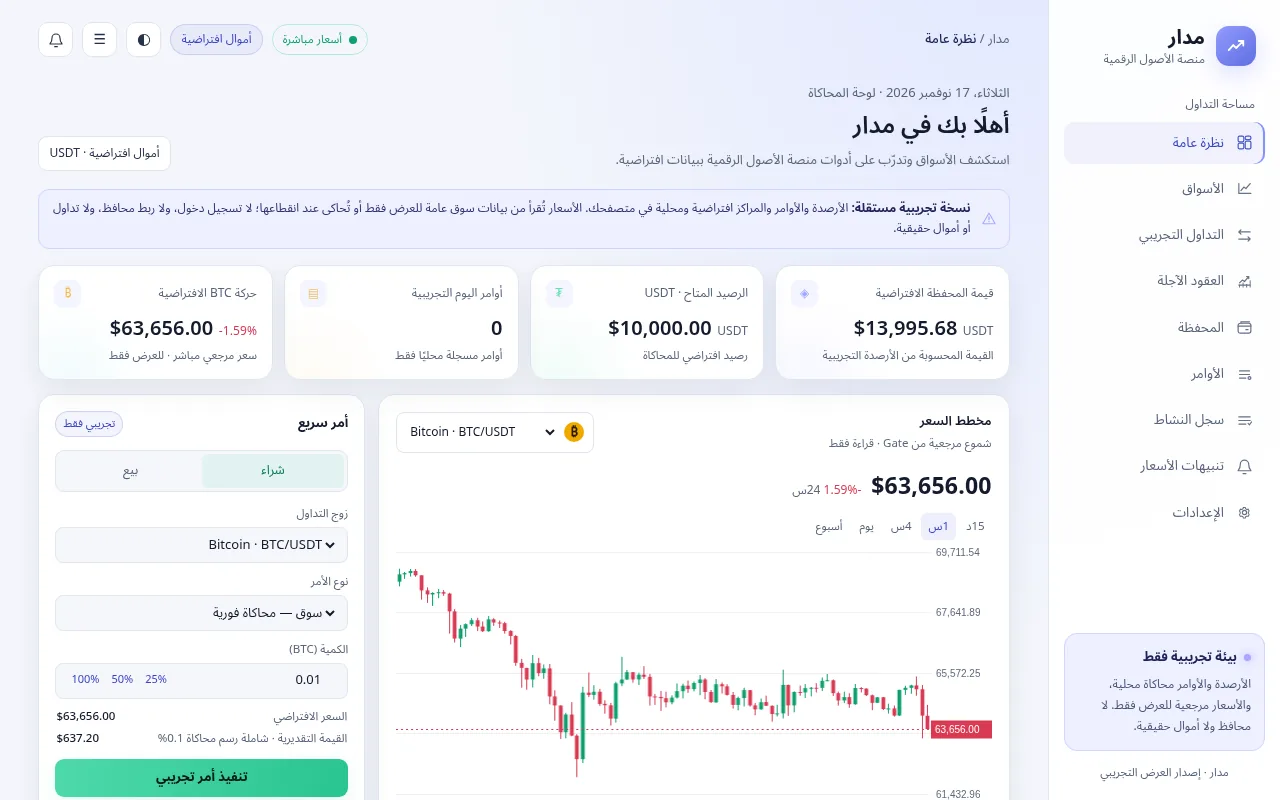 مدار
منصة الأصول الرقمية
مساحة التداول
نظرة عامة
الأسواق
التداول التجريبي
العقود الآجلة
المحفظة
الأوامر
سجل النشاط
تنبيهات الأسعار
الإعدادات
بيئة تجريبية فقط
الأرصدة والأوامر محاكاة محلية،
والأسعار مرجعية للعرض فقط. لا
محافظ ولا أموال حقيقية.
مدار · إصدار العرض التجريبي
مدار / نظرة عامة
أسعار مباشرة
أموال افتراضية
الثلاثاء، 17 نوفمبر 2026 · لوحة المحاكاة
أهلًا بك في مدار
استكشف الأسواق وتدرّب على أدوات منصة الأصول الرقمية ببيانات افتراضية.
أموال افتراضية · USDT
نسخة تجريبية مستقلة: الأرصدة والأوامر والمراكز افتراضية ومحلية في متصفحك. الأسعار تُقرأ من بيانات سوق عامة للعرض فقط أو تُحاكى عند انقطاعها؛ لا تسجيل دخول، ولا ربط محافظ، ولا تداول
أو أموال حقيقية.
قيمة المحفظة الافتراضية
$13,995.68 USDT
القيمة المحسوبة من الأرصدة التجريبية
الرصيد المتاح · USDT
$10,000.00 USDT
رصيد افتراضي للمحاكاة
أوامر اليوم التجريبية
0
أوامر مسجلة محليًا فقط
حركة BTC الافتراضية
$63,656.00 -1.59%
سعر مرجعي مباشر · للعرض فقط
مخطط السعر
شموع مرجعية من Gate · قراءة فقط
Bitcoin · BTC/USDT
$63,656.00 -1.59% 24س
15د
1س
4س
يوم
أسبوع
69,711.54
67,641.89
65,572.25
63,656.00
61,432.96
أمر سريع
تجريبي فقط
شراء
بيع
زوج التداول
Bitcoin · BTC/USDT
نوع الأمر
سوق — محاكاة فورية
الكمية (BTC)
0.01
25% 50% 100%
السعر الافتراضي $63,656.00
القيمة التقديرية · شاملة رسم محاكاة 0.1% $637.20
تنفيذ أمر تجريبي